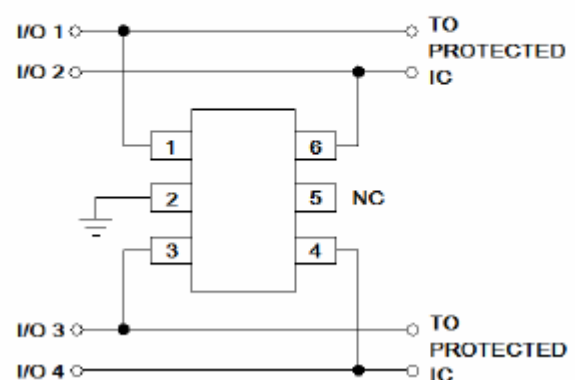 I/O 1
TO
PROTECTED
IC
I/O 2
1
6
2
5
NC
3
4
I/O 3
TO
PROTECTED
IC
I/O 4